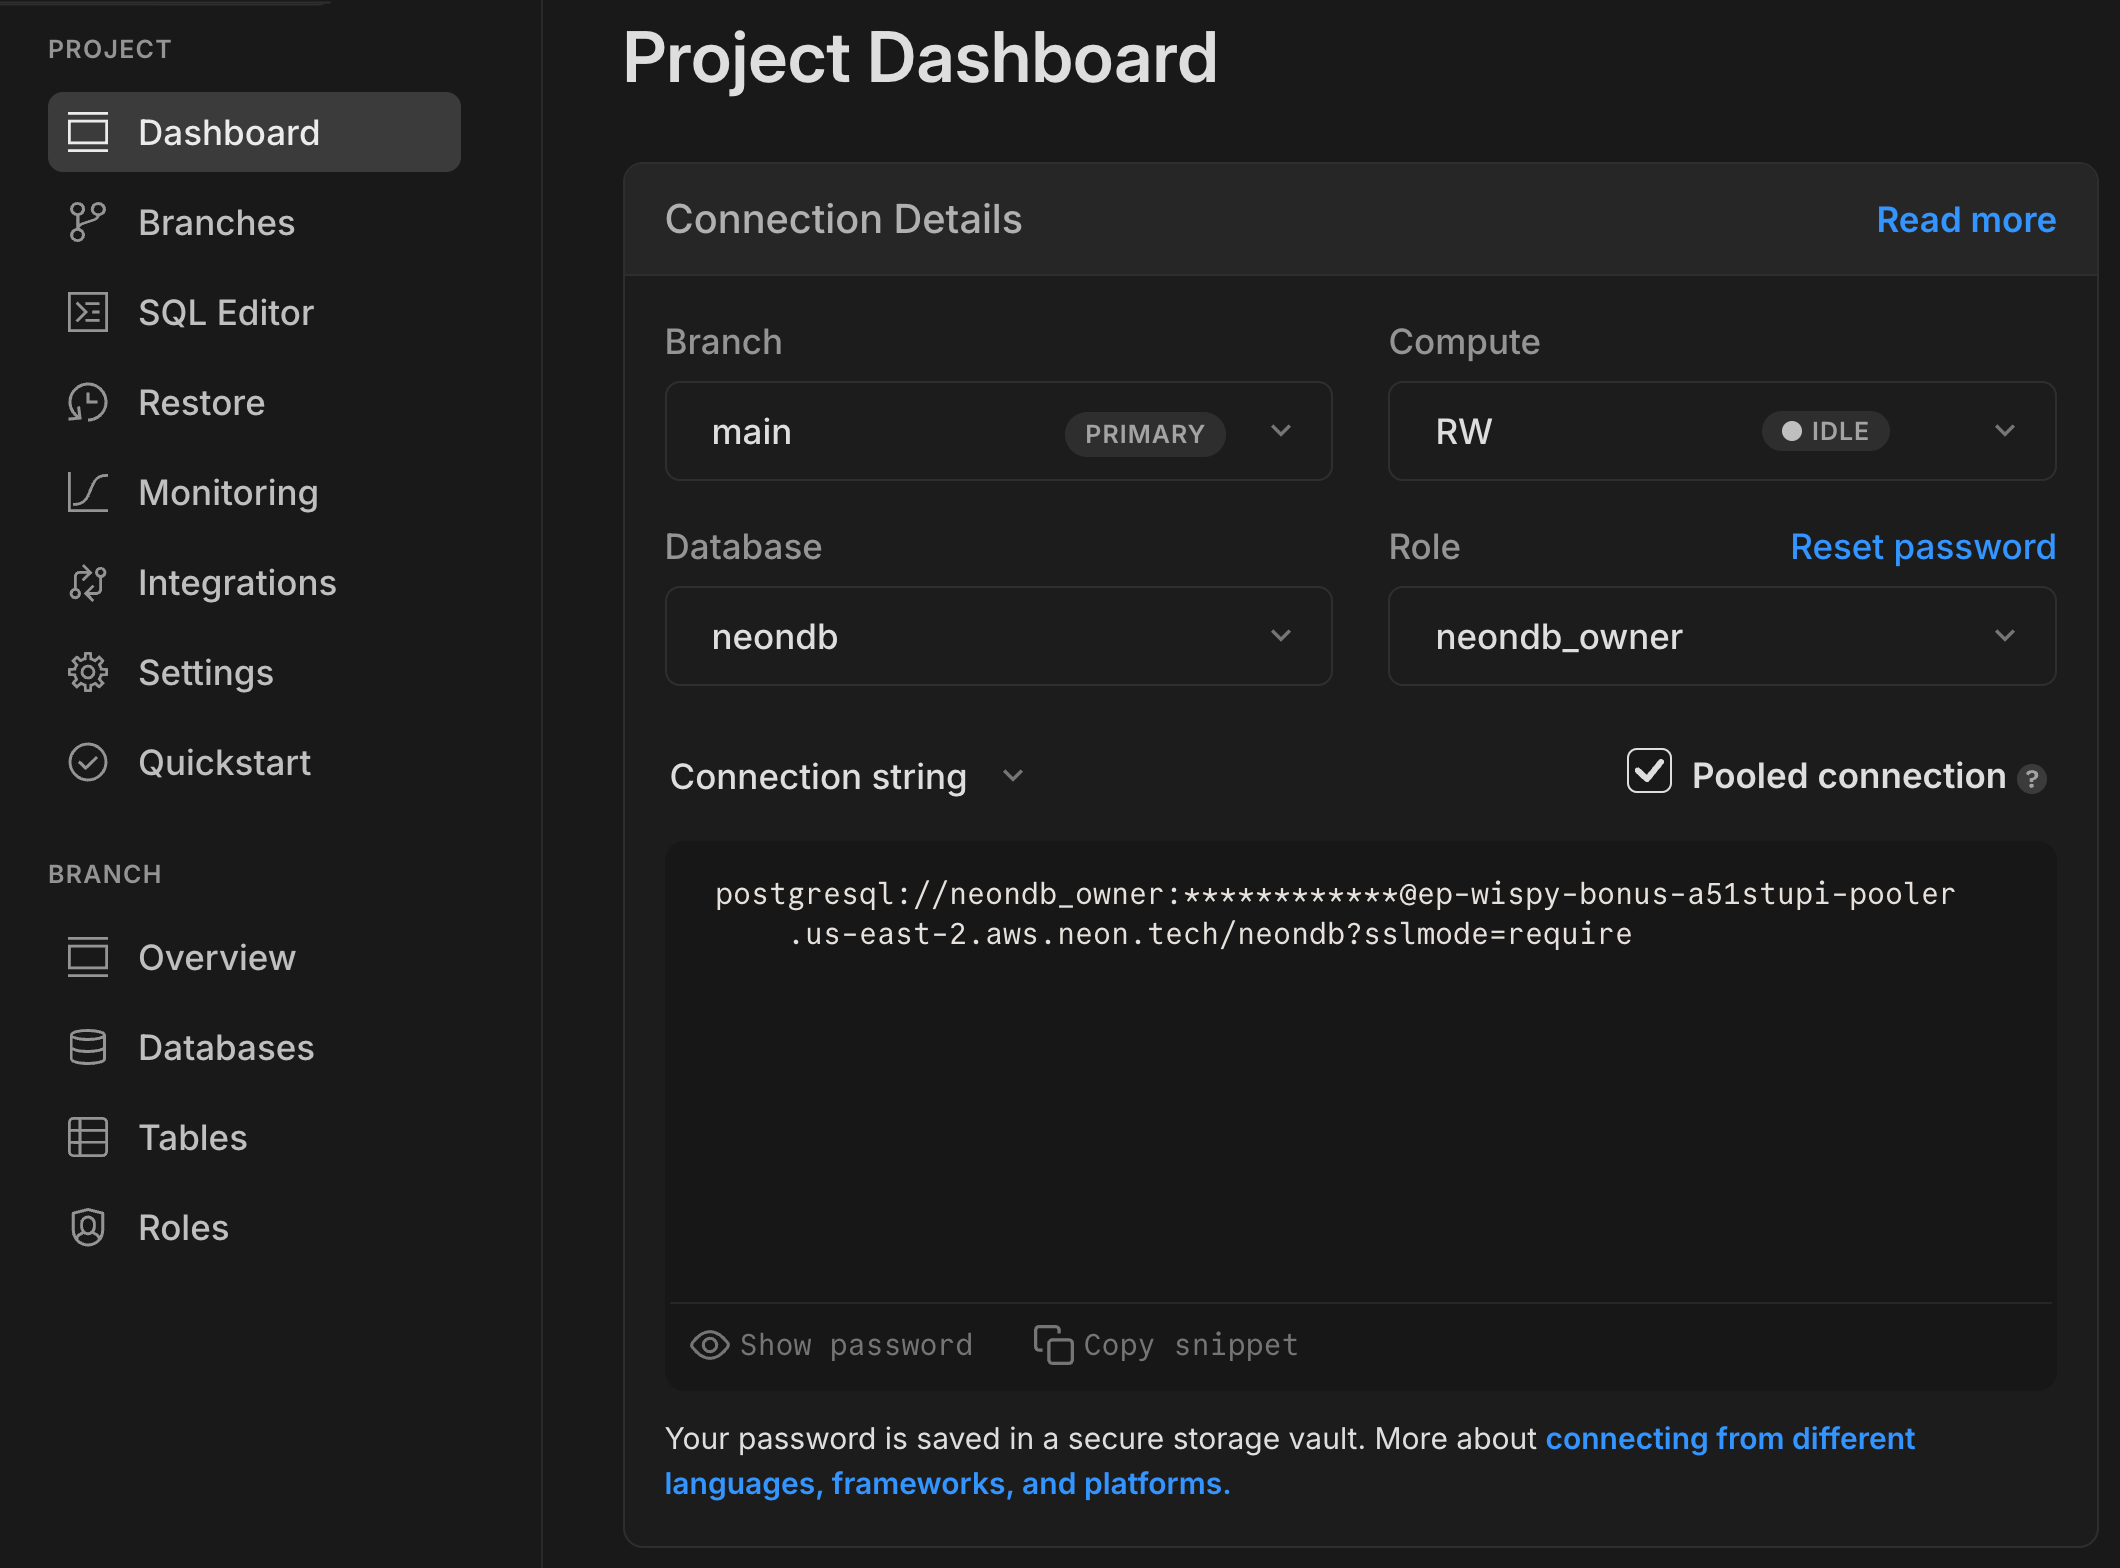 PROJECT
Dashboard
Branches
SQL Editor
Restore
Monitoring
Integrations
Settings
Quickstart
BRANCH
Overview
Databases
Tables
Roles
Project Dashboard
Connection Details
Read more
Branch
main PRIMARY
Compute
RW IDLE
Database
neondb
Role
Reset password
neondb_owner
Connection string
Pooled connection ?
postgresql://neondb_owner:************@ep-wispy-bonus-a51stupi-pooler
.us-east-2.aws.neon.tech/neondb?sslmode=require
Show password
Copy snippet
Your password is saved in a secure storage vault. More about connecting from different
languages, frameworks, and platforms.